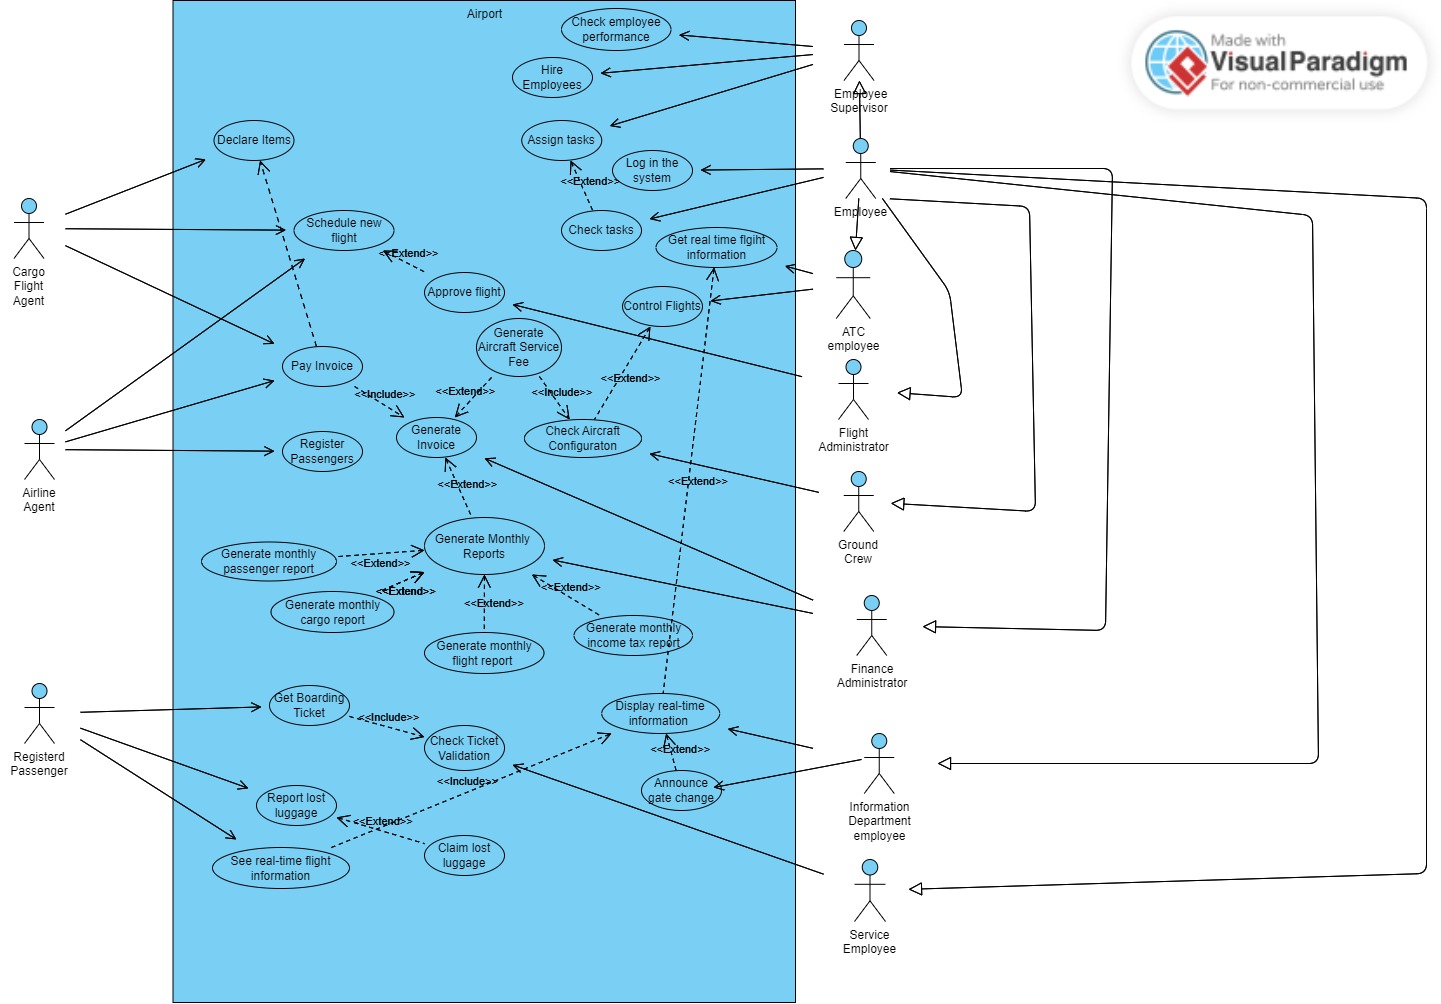 Airport
Check employee
performance
Hire
Employees
Declare Items
Assign tasks
Log in the
system
<<Extend>>
Check tasks
Schedule new
flight
Get real time flgiht
information
<<Extend>>
Approve flight
Control Flights
Generate
Aircraft Service
Fee
Pay Invoice
<<Include>>
<<Extend>>
<<Include>>
<<Extend>>
Generate
Invoice
Check Aircraft
Configuraton
Register
Passengers
<<Extend>>
<<Extend>>
Generate Monthly
Reports
Generate monthly
passenger report
<<Extend>>
<<Extend>>
Generate monthly
cargo report
<<Extend>>
<<Extend>>
Generate monthly
flight report
Generate monthly
income tax report
Get Boarding
Ticket
<<Include>>
Check Ticket
Validation
Display real-time
information
<<Extend>>
Announce
gate change
<<Include>>
Report lost
luggage
<<Extend>>
Claim lost
luggage
See real-time flight
information
Cargo
Flight
Agent
Airline
Agent
Registerd
Passenger
Employee
Supervisor
Employee
ATC
employee
Flight
Administrator
Ground
Crew
Finance
Administrator
Information
Department
employee
Service
Employee
Made with
VisualParadigm
For non-commercial use